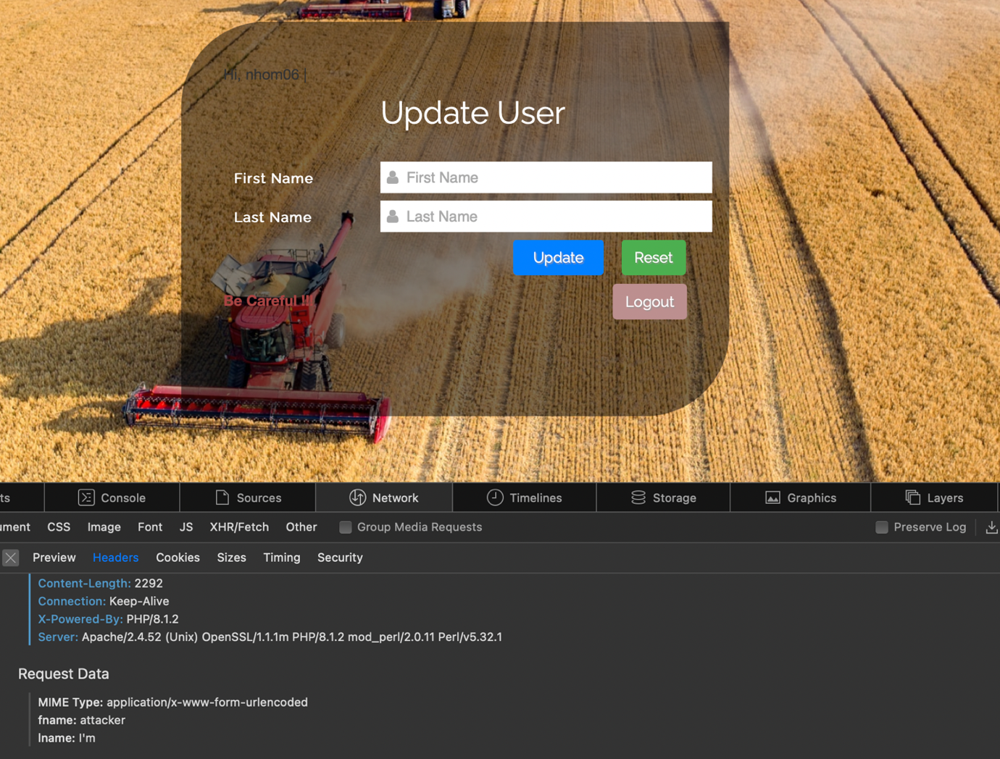 Hi, nhom06 |
Update User
First Name
First Name
Last Name
Last Name
Update
Reset
Be Careful !!!
Logout
ts
Console
Sources
Network
Timelines
Storage
Graphics
Layers
ument
CSS
Image
Font
JS
XHR/Fetch
Other
Group Media Requests
Preserve Log
Preview
Headers
Cookies
Sizes
Timing
Security
Content-Length: 2292
Connection: Keep-Alive
X-Powered-By: PHP/8.1.2
Server: Apache/2.4.52 (Unix) OpenSSL/1.1.1m PHP/8.1.2 mod_perl/2.0.11 Perl/v5.32.1
Request Data
MIME Type: application/x-www-form-urlencoded
fname: attacker
lname: I'm